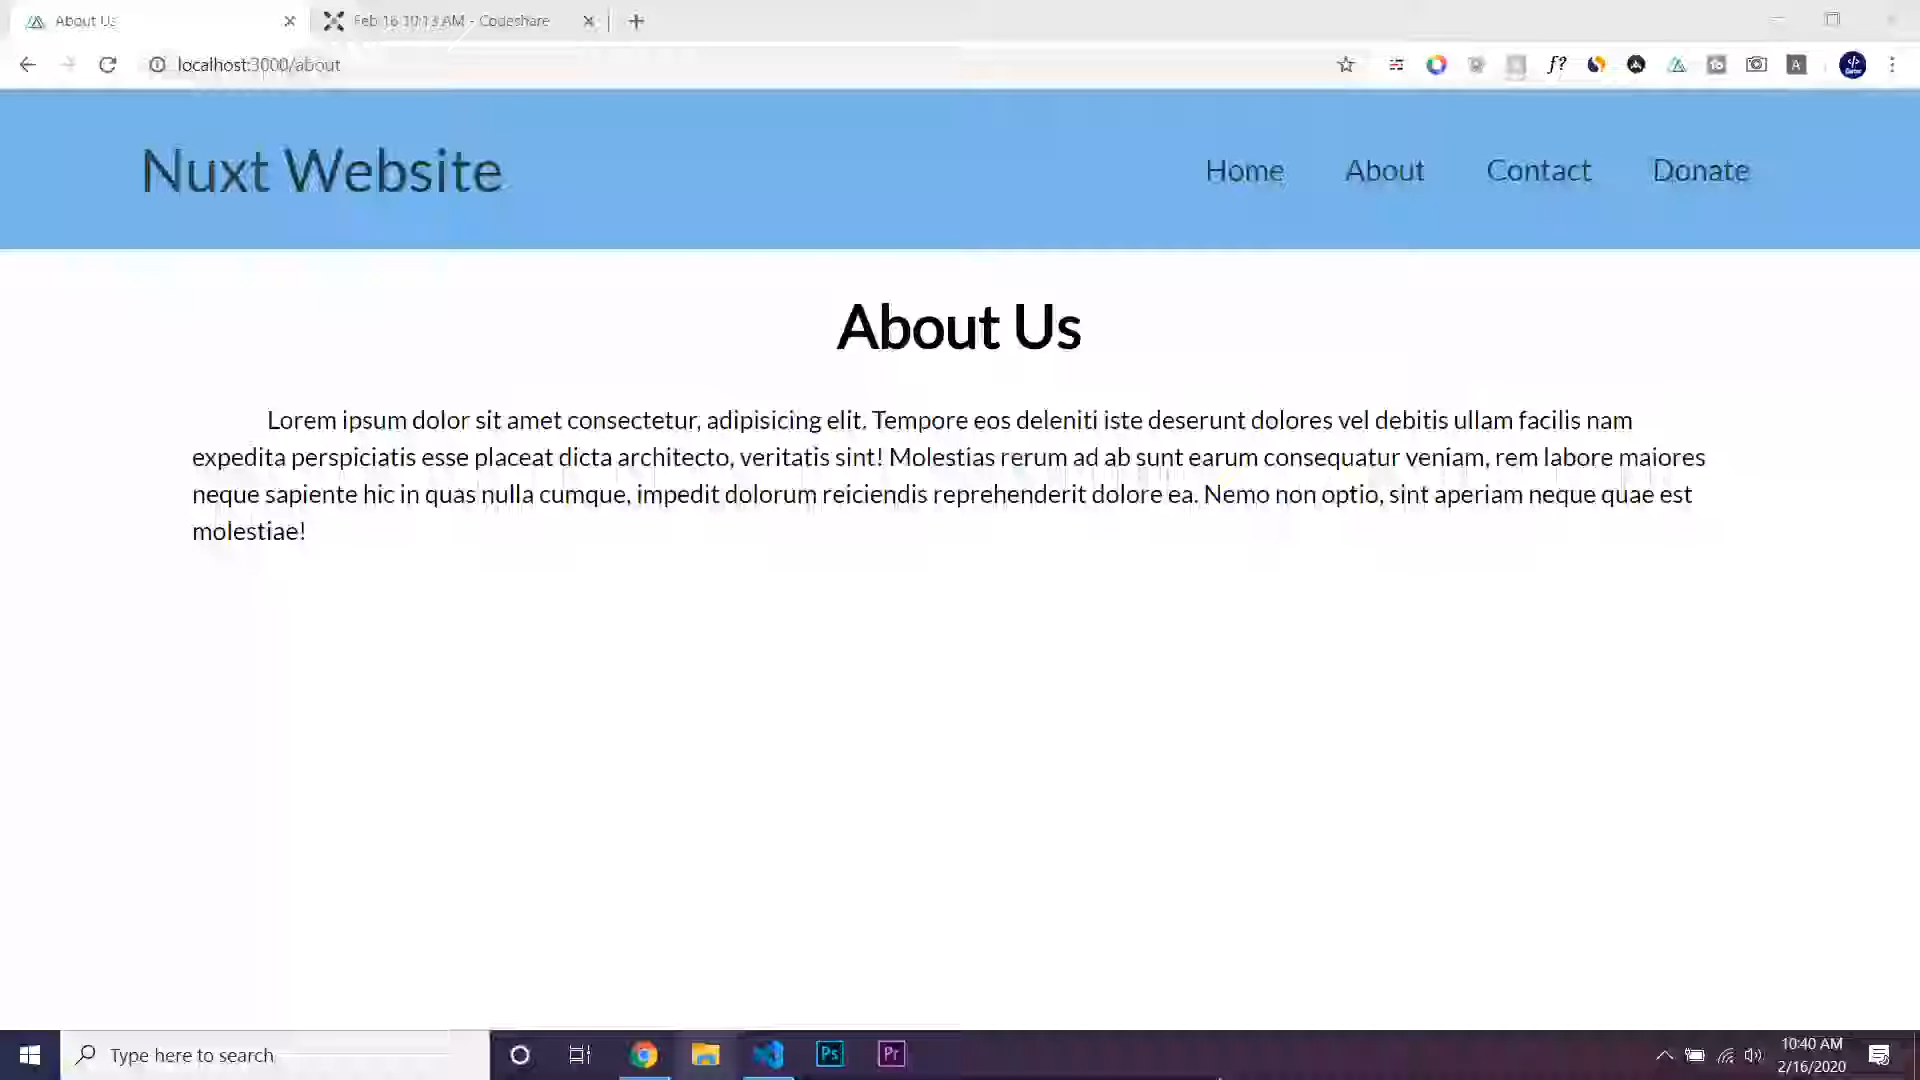 About Us
Feb 16 10:13 AM - Codeshare
localhost:3000/about
Nuxt Website
Home About Contact Donate
About Us
Lorem ipsum dolor sit amet consectetur, adipisicing elit. Tempore eos deleniti iste deserunt dolores vel debitis ullam facilis nam
expedita perspiciatis esse placeat dicta architecto, veritatis sint! Molestias rerum ad ab sunt earum consequatur veniam, rem labore maiores
neque sapiente hic in quas nulla cumque, impedit dolorum reiciendis reprehenderit dolore ea. Nemo non optio, sint aperiam neque quae est
molestiae!
Type here to search
Ps
Pr
10:40 AM
2/16/2020